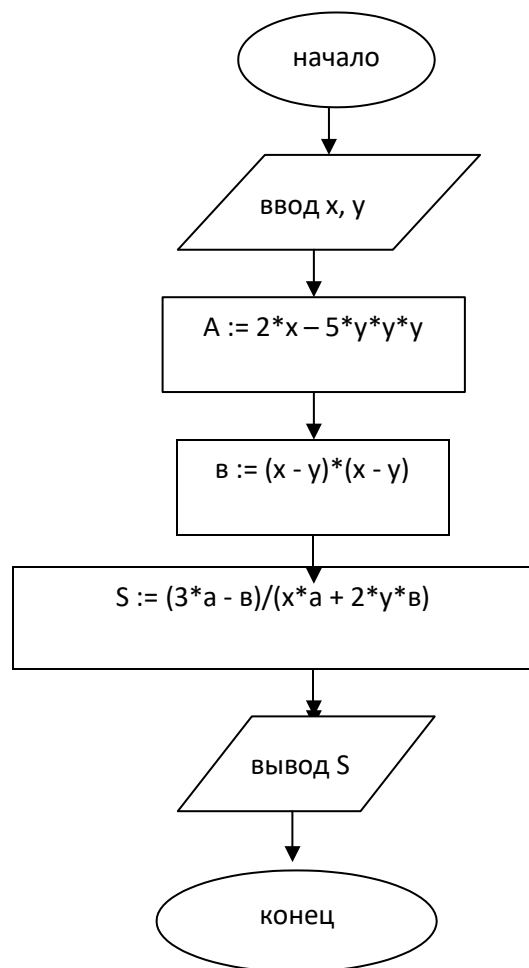 начало
ввод x, y
A := 2*x – 5*y*y*y
в := (x - y)*(x - y)
S := (3*a - в)/(x*a + 2*y*в)
вывод S
конец